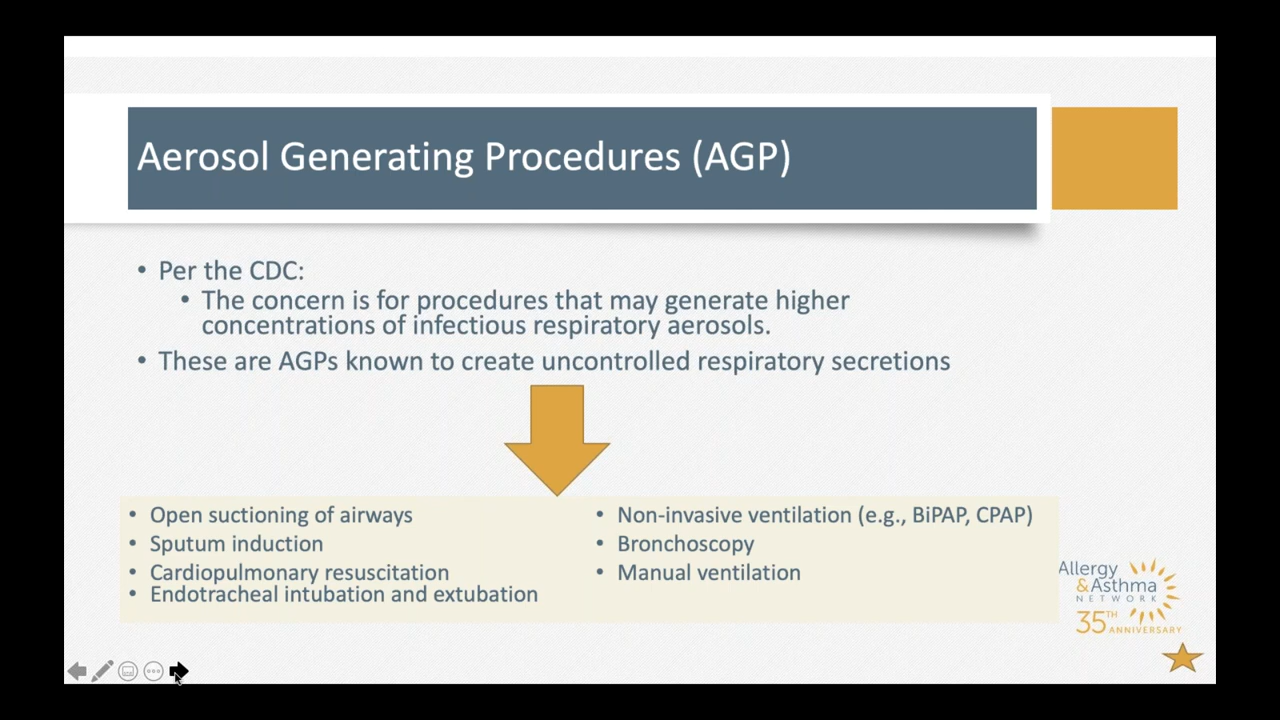 Aerosol Generating Procedures (AGP)
• Per the CDC:
• The concern is for procedures that may generate higher
concentrations of infectious respiratory aerosols.
• These are AGPs known to create uncontrolled respiratory secretions
• Open suctioning of airways
• Sputum induction
• Cardiopulmonary resuscitation
• Endotracheal intubation and extubation
• Non-invasive ventilation (e.g., BiPAP, CPAP)
• Bronchoscopy
• Manual ventilation
Allergy
&Asthma
NETWORK
35TH ANNIVERSARY